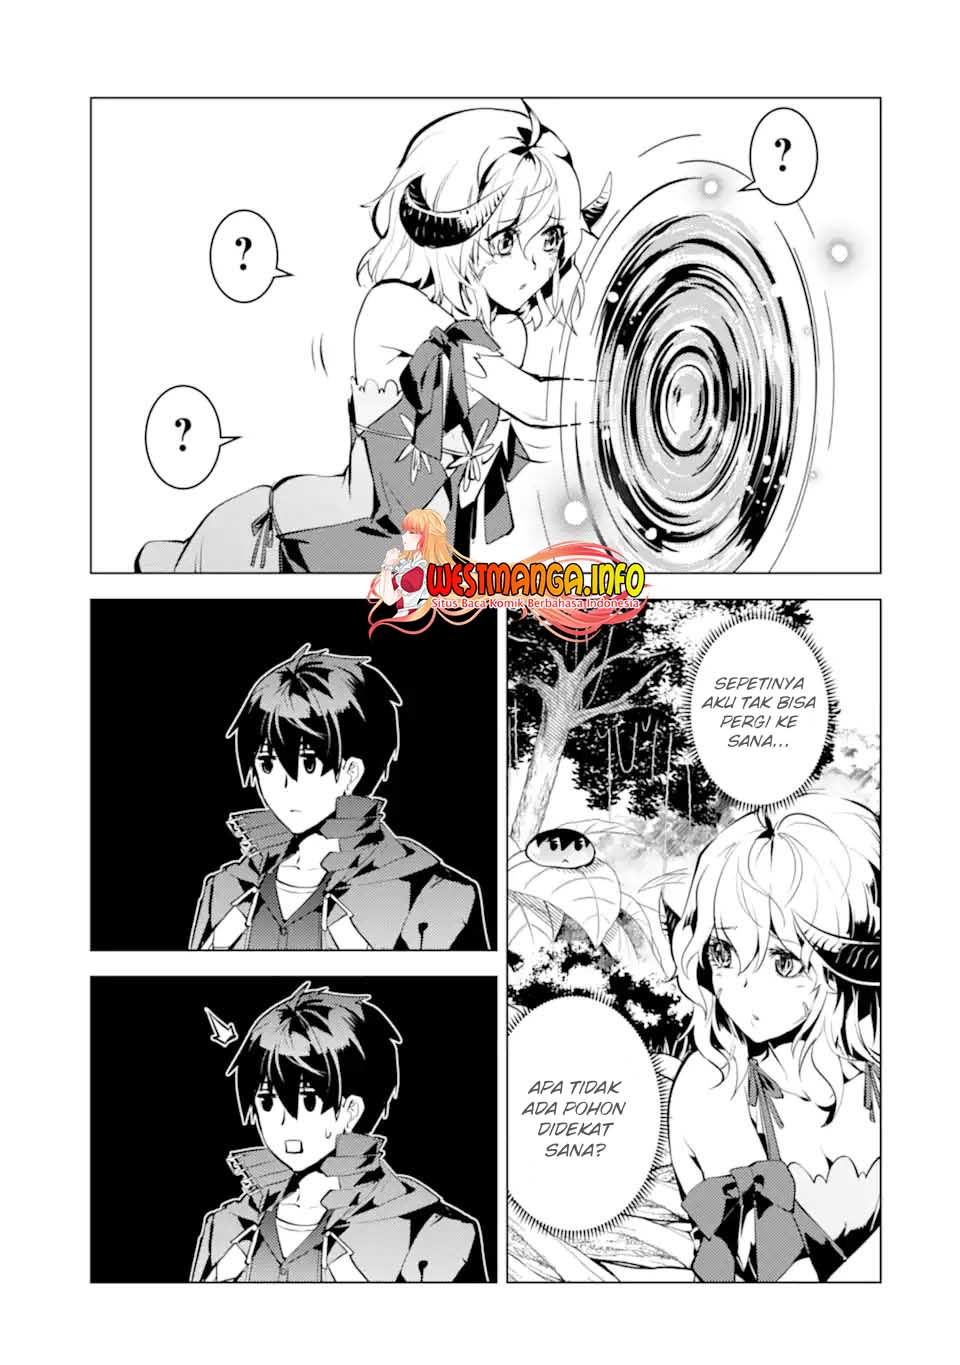 ?
?
?
WESTMANGA.INFO
Situs Baca Komik Berbahasa Indonesia
SEPETINYA
AKU TAK BISA
PERGI KE
SANA...
APA TIDAK
ADA POHON
DIDEKAT
SANA?